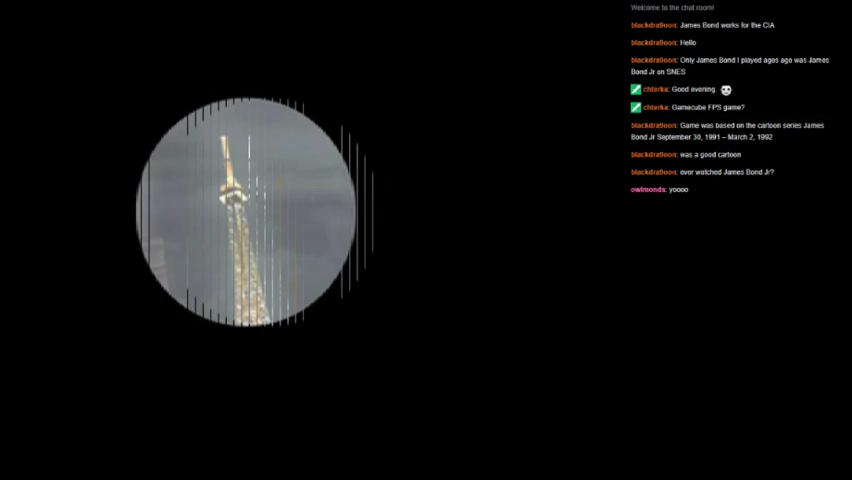 Welcome to the chat room!
blackdra9oon: James Bond works for the CIA
blackdra9oon: Hello
blackdra9oon: Only James Bond I played ages ago was James
Bond Jr on SNES
chterka: Good evening.
chterka: Gamecube FPS game?
blackdra9oon: Game was based on the cartoon series James
Bond Jr September 30, 1991 – March 2, 1992
blackdra9oon: was a good cartoon
blackdra9oon: ever watched James Bond Jr?
owlmonds: yoooo